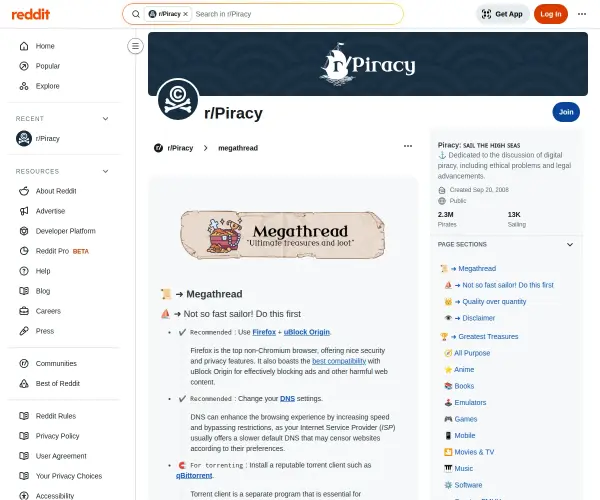 reddit
r/Piracy
Search in r/Piracy
Get App
Log In
Home
Popular
Explore
RECENT
r/Piracy
RESOURCES
About Reddit
Advertise
Developer Platform
Reddit Pro BETA
Help
Blog
Careers
Press
Communities
Best of Reddit
Reddit Rules
Privacy Policy
User Agreement
Your Privacy Choices
Accessibility
r/Piracy
r/Piracy
Join
r/Piracy > megathread
Megathread
"Ultimate treasures and loot"
📜 ➜ Megathread
⛵ ➜ Not so fast sailor! Do this first
• ✔️ Recommended : Use Firefox + uBlock Origin.
Firefox is the top non-Chromium browser, offering nice security
and privacy features. It also boasts the best compatibility with
uBlock Origin for effectively blocking ads and other harmful web
content.
• ✔️ Recommended : Change your DNS settings.
DNS can enhance the browsing experience by increasing speed
and bypassing restrictions, as your Internet Service Provider (ISP)
usually offers a slower default DNS that may censor websites
according to their preferences.
• 🧲 For torrenting : Install a reputable torrent client such as
qBittorrent.
Torrent client is a separate program that is essential for
Piracy: ꜱᴀɪʟ ᴛʜᴇ ʜɪɢʜ ꜱᴇᴀꜱ
⚓ Dedicated to the discussion of digital
piracy, including ethical problems and legal
advancements.
Created Sep 20, 2008
Public
2.3M 13K
Pirates Sailing
PAGE SECTIONS
📜 ➜ Megathread
⛵ ➜ Not so fast sailor! Do this first
👑 ➜ Quality over quantity
👁️ ➜ Disclaimer
🏆 ➜ Greatest Treasures
🧭 All Purpose
⭐ Anime
📚 Books
🕹️ Emulators
🎮 Games
📱 Mobile
🎦 Movies & TV
🎹 Music
⚙️ Software